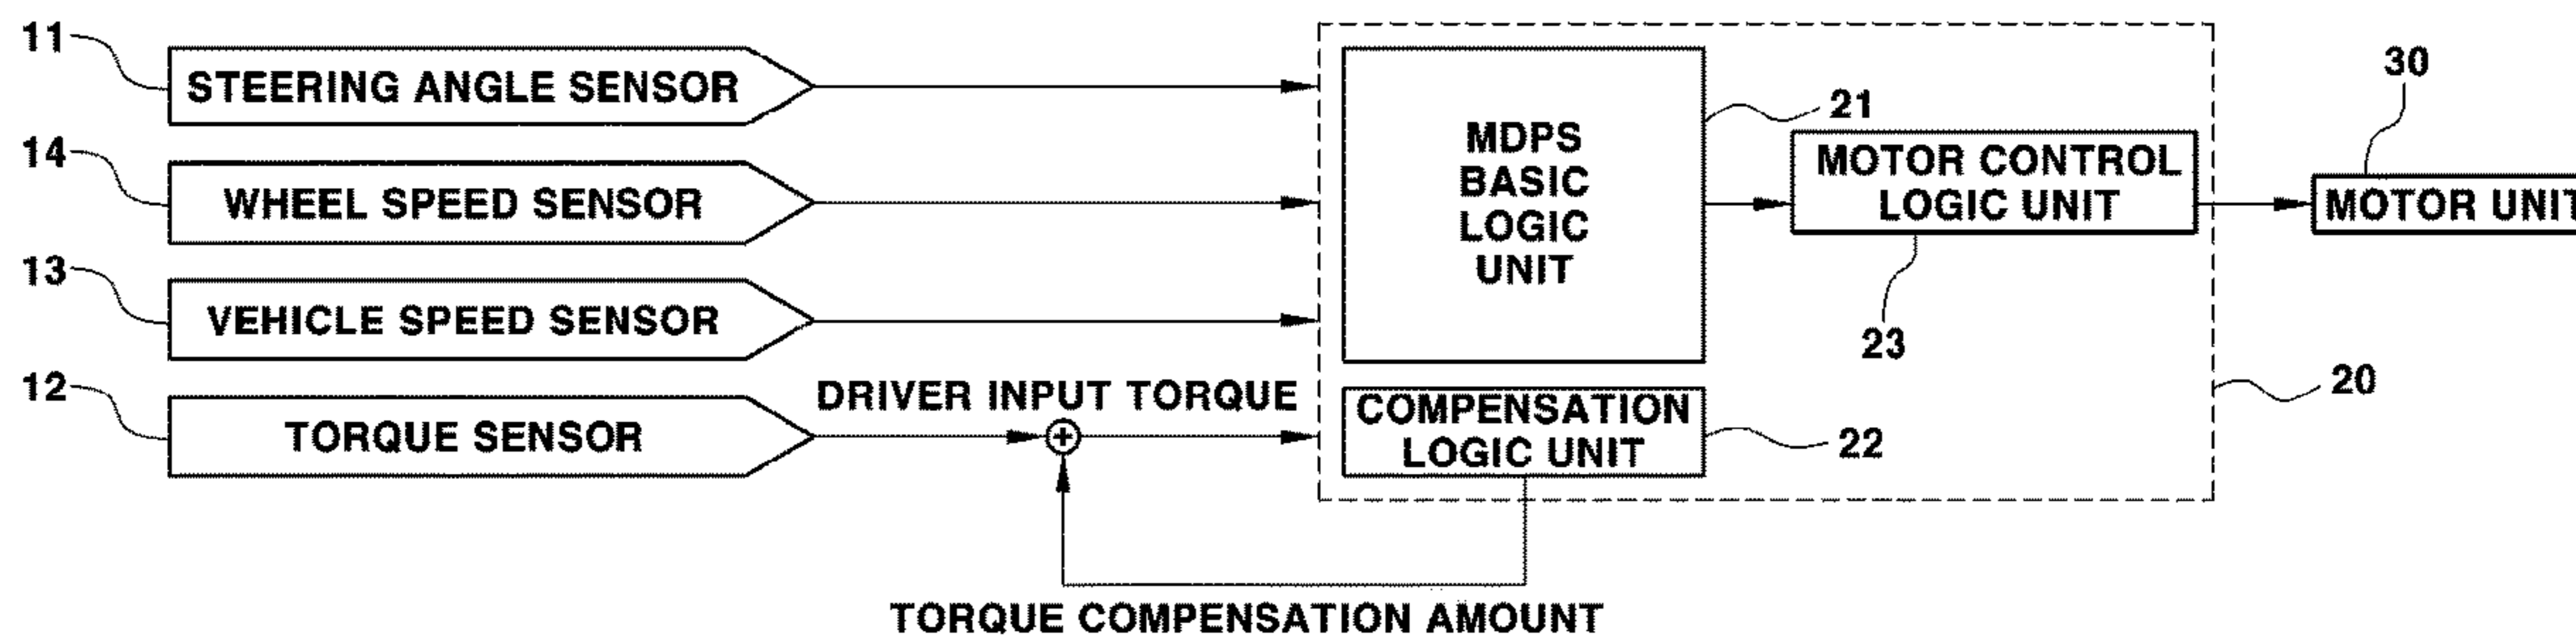 11
STEERING ANGLE SENSOR
14
WHEEL SPEED SENSOR
13
VEHICLE SPEED SENSOR
12
TORQUE SENSOR
DRIVER INPUT TORQUE
+
TORQUE COMPENSATION AMOUNT
MDPS
BASIC
LOGIC
UNIT
21
COMPENSATION
LOGIC UNIT
22
MOTOR CONTROL
LOGIC UNIT
23
20
30
MOTOR UNIT